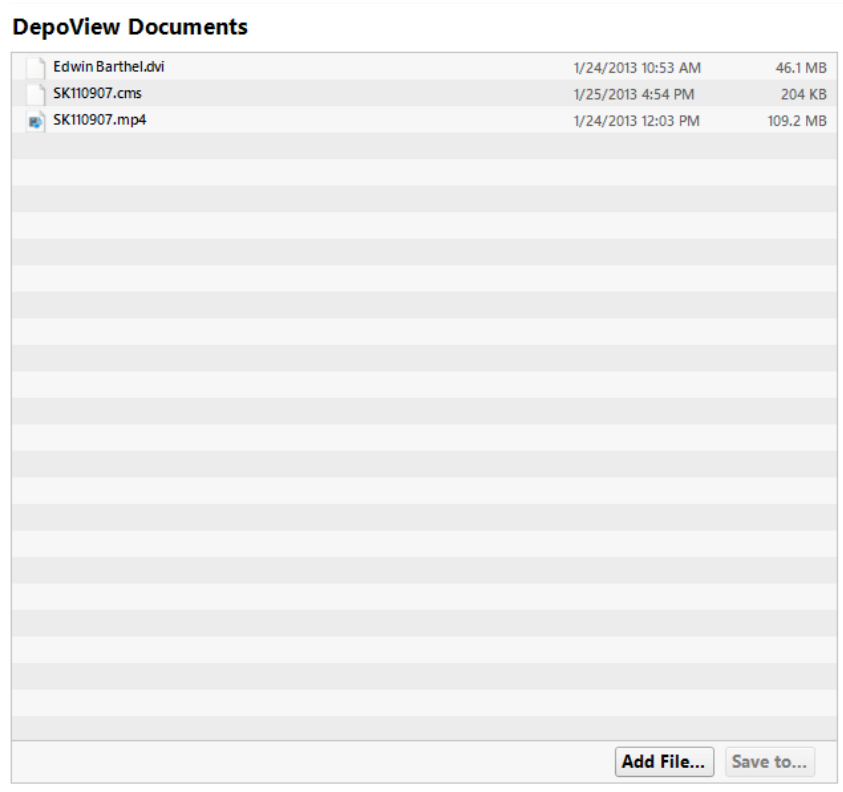 DepoView Documents
Edwin Barthel.dvi 1/24/2013 10:53 AM 46.1 MB
SK110907.cms 1/25/2013 4:54 PM 204 KB
SK110907.mp4 1/24/2013 12:03 PM 109.2 MB
Add File... Save to...